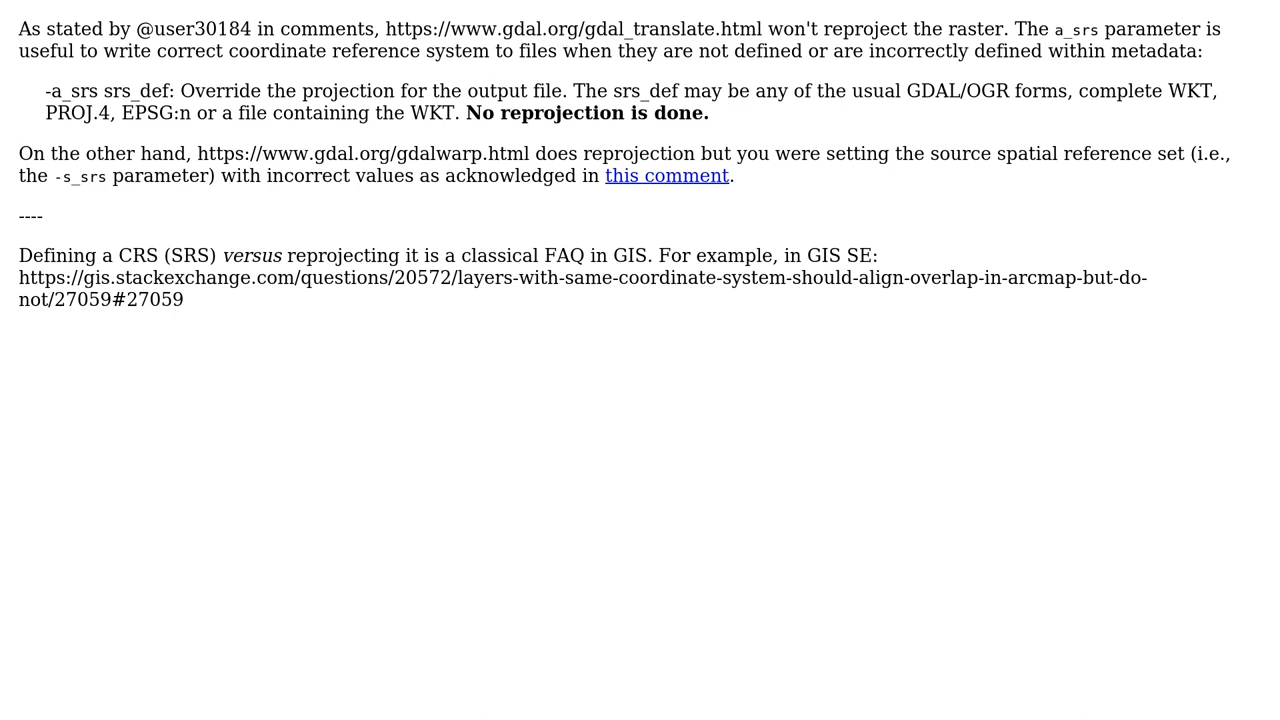 As stated by @user30184 in comments, https://www.gdal.org/gdal_translate.html won't reproject the raster. The a_srs parameter is
useful to write correct coordinate reference system to files when they are not defined or are incorrectly defined within metadata:
-a_srs srs_def: Override the projection for the output file. The srs_def may be any of the usual GDAL/OGR forms, complete WKT,
PROJ.4, EPSG:n or a file containing the WKT. No reprojection is done.
On the other hand, https://www.gdal.org/gdalwarp.html does reprojection but you were setting the source spatial reference set (i.e.,
the -s_srs parameter) with incorrect values as acknowledged in this comment.
----
Defining a CRS (SRS) versus reprojecting it is a classical FAQ in GIS. For example, in GIS SE:
https://gis.stackexchange.com/questions/20572/layers-with-same-coordinate-system-should-align-overlap-in-arcmap-but-do-
not/27059#27059